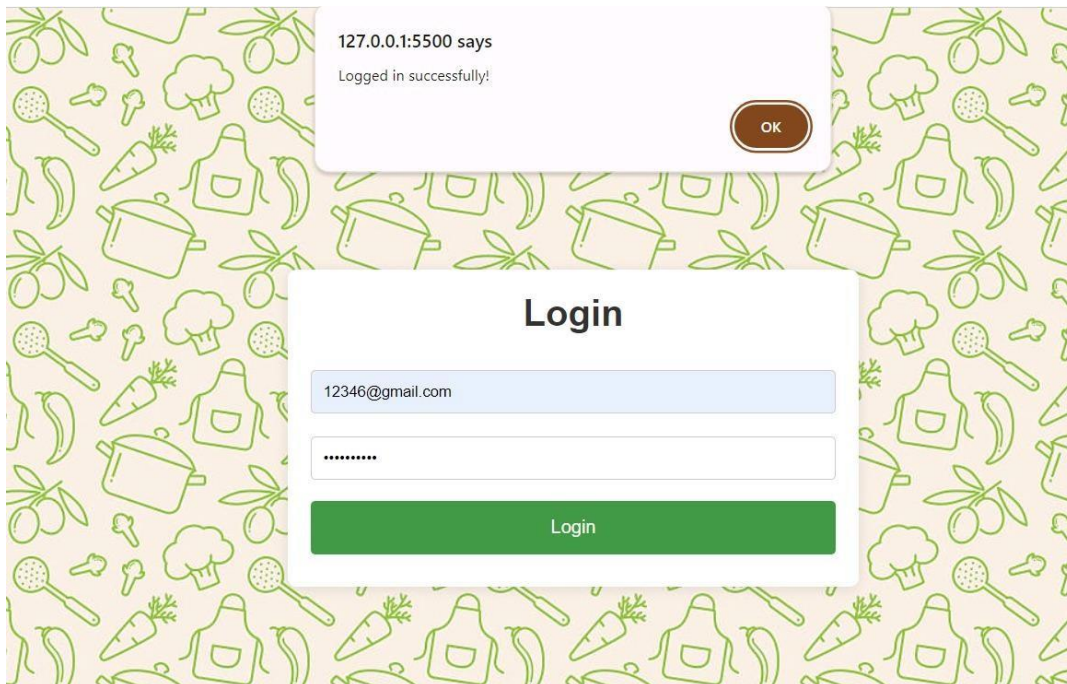 127.0.0.1:5500 says
Logged in successfully!
OK
Login
12346@gmail.com
••••••••••
Login